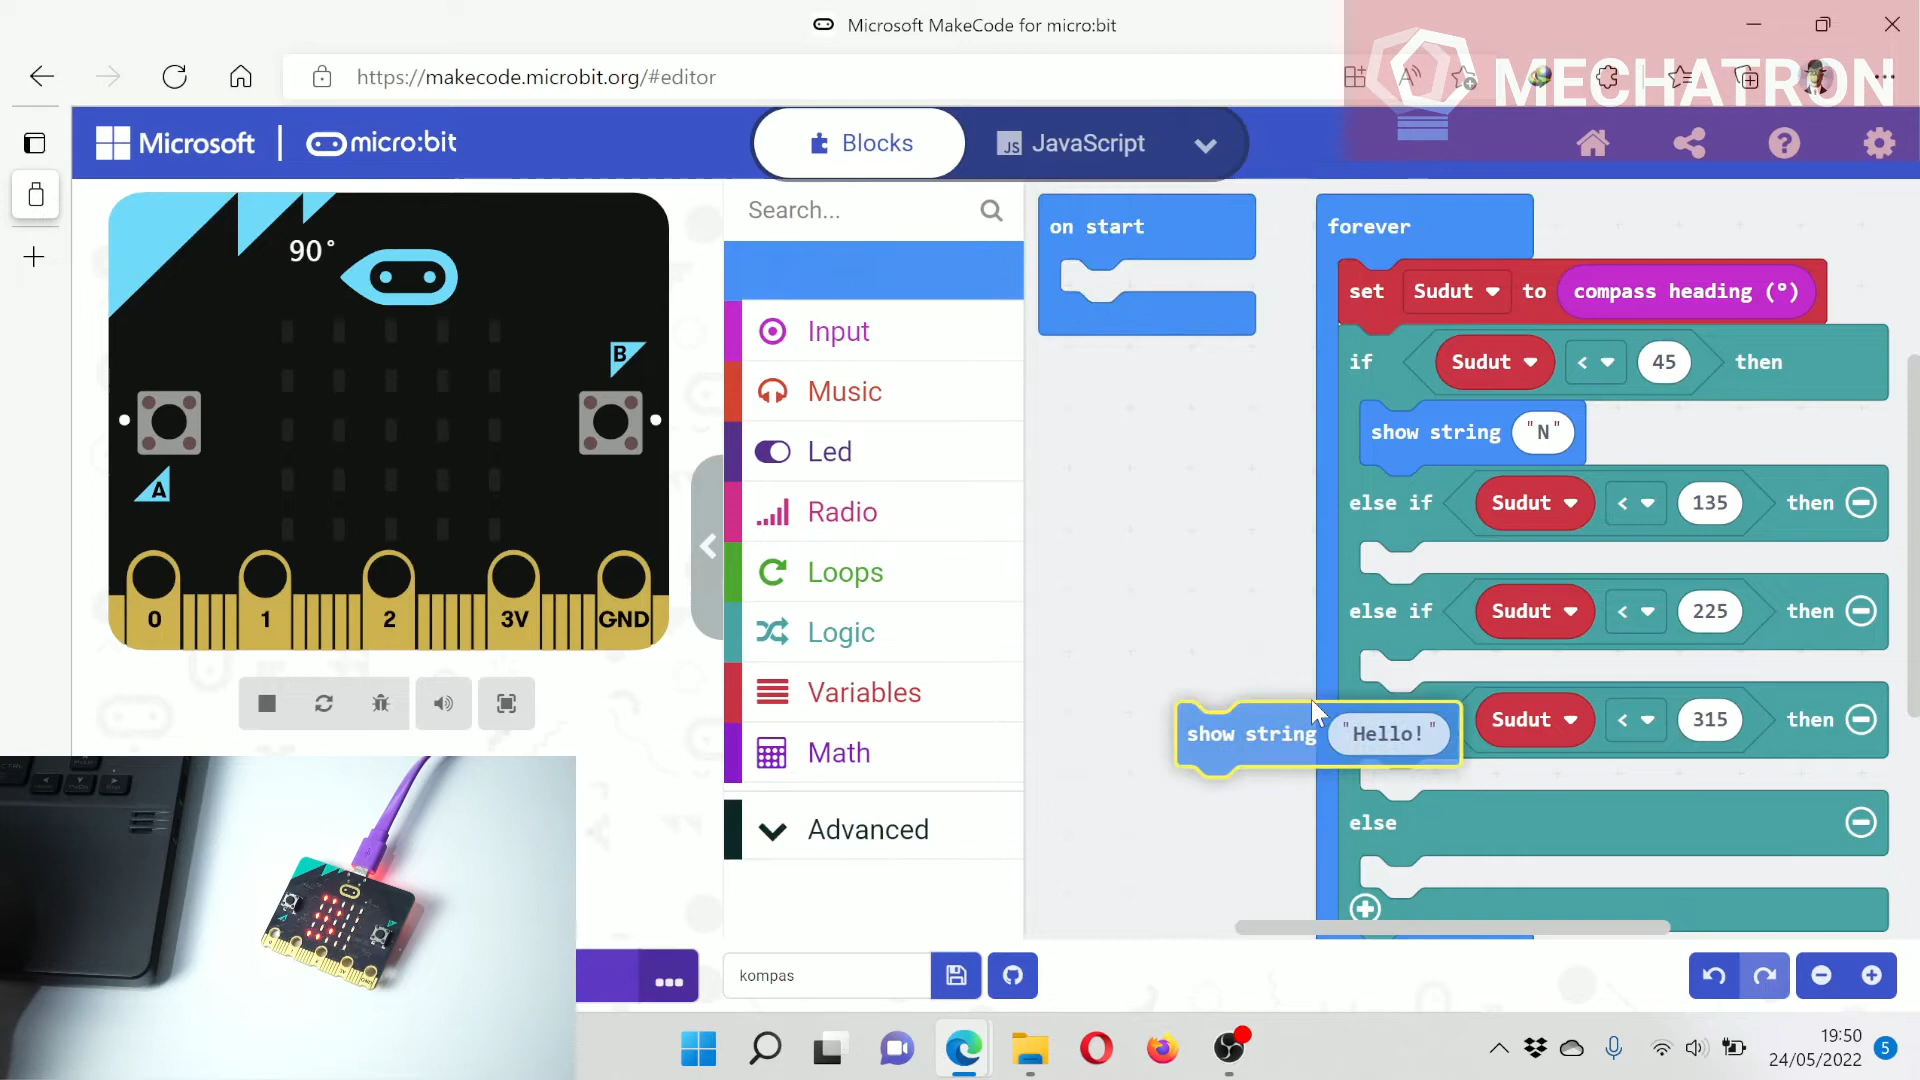 Microsoft MakeCode for micro:bit
https://makecode.microbit.org/#editor
MECHATRON
Microsoft
micro:bit
Blocks
JS JavaScript
90°
B
A
0
1
2
3V
GND
Search...
Input
Music
Led
Radio
Loops
Logic
Variables
Math
Advanced
on start
forever
set Sudut to compass heading (°)
if Sudut < 45 then
show string "N"
else if Sudut < 135 then
else if Sudut < 225 then
show string "Hello!" Sudut < 315 then
else
kompas
19:50
24/05/2022
5